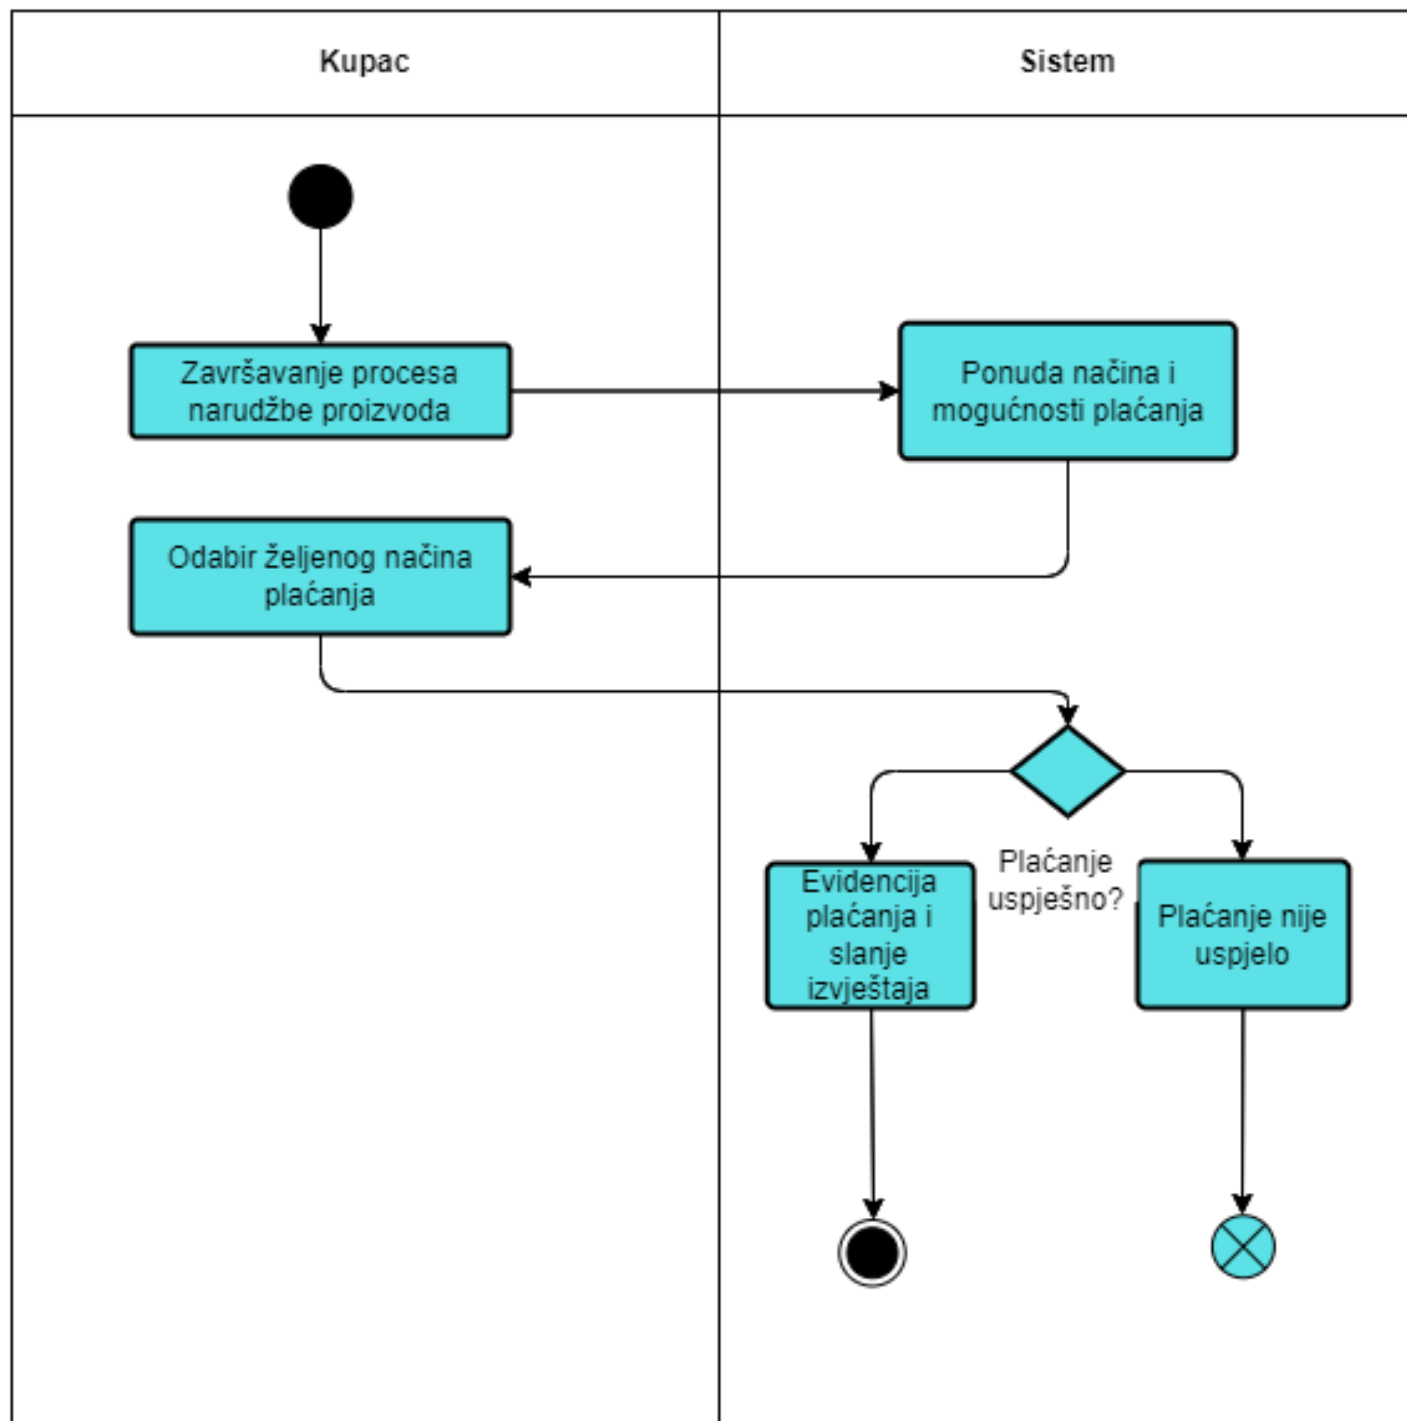 Kupac
Sistem
Završavanje procesa
narudžbe proizvoda
Ponuda načina i
mogućnosti plaćanja
Odabir željenog načina
plaćanja
Plaćanje
uspješno?
Evidencija
plaćanja i
slanje
izvještaja
Plaćanje nije
uspjelo